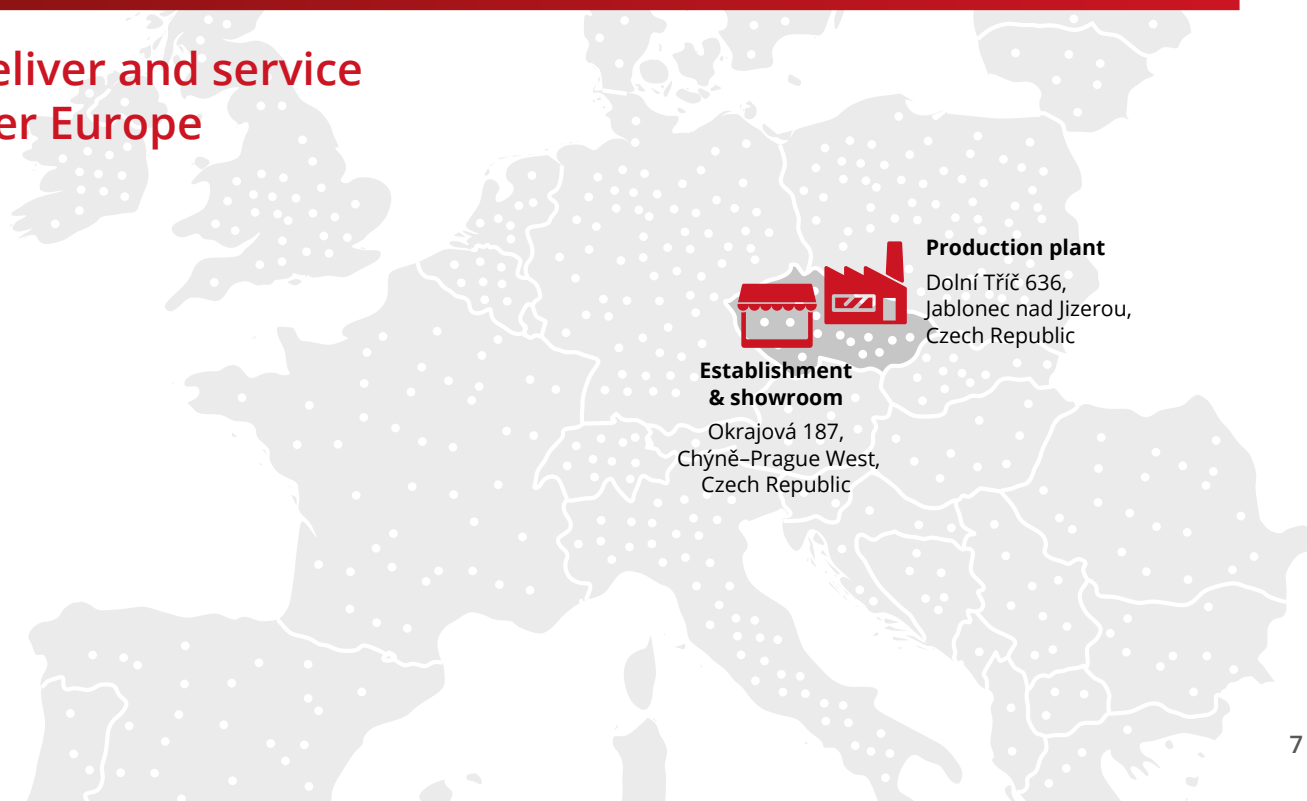 eliver and service
er Europe
Production plant
Dolní Tříč 636,
Jablonec nad Jizerou,
Czech Republic
Establishment
& showroom
Okrajová 187,
Chýně–Prague West,
Czech Republic
7